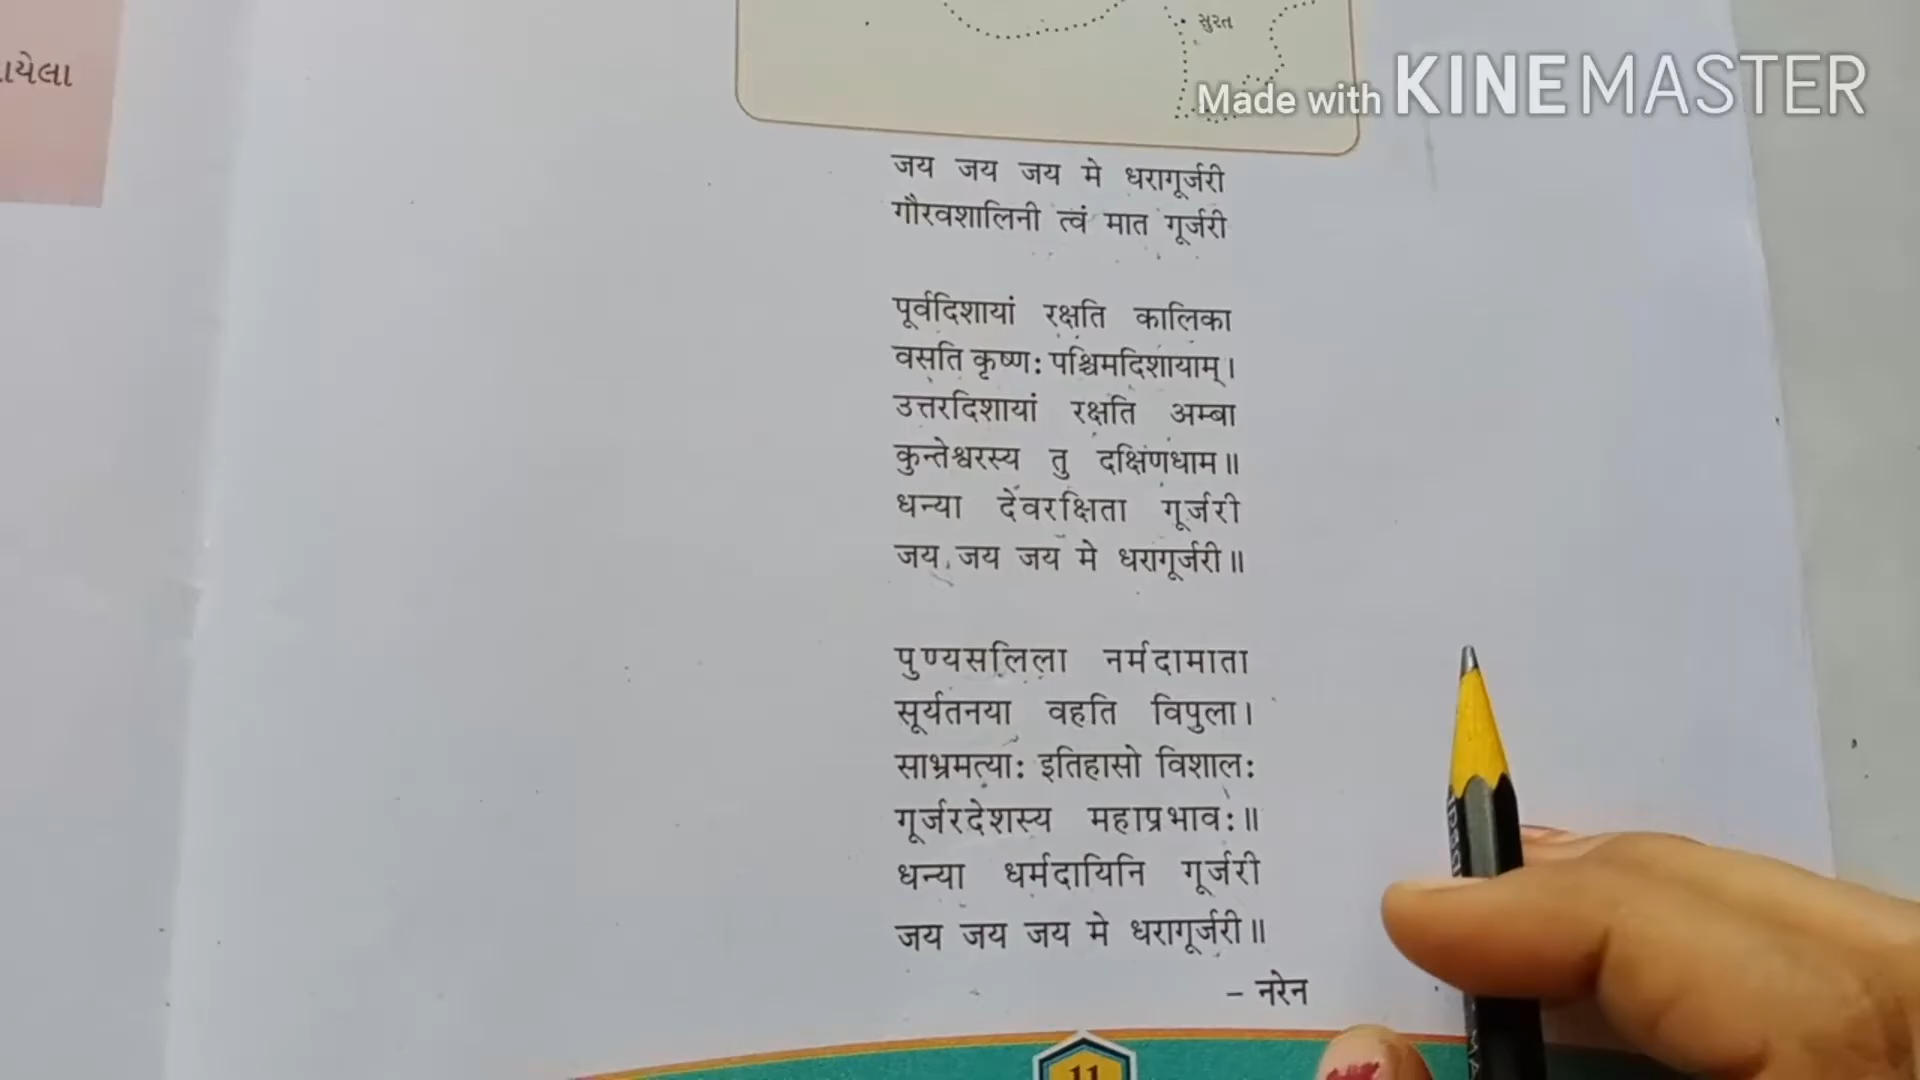 સુરત
Made with KINEMASTER
ાયેલા
जय जय जय मे धरागूर्जरी
गौरवशालिनी त्वं मात गूर्जरी
पूर्वदिशायां रक्षति कालिका
वसति कृष्णः पश्चिमदिशायाम्।
उत्तरदिशायां रक्षति अम्बा
कुन्तेश्वरस्य तु दक्षिणधाम॥
धन्या देवरक्षिता गूर्जरी
जय जय जय मे धरागूर्जरी॥
पुण्यसलिला नर्मदामाता
सूर्यतनया वहति विपुला।
साभ्रमत्याः इतिहासो विशालः
गूर्जरदेशस्य महाप्रभावः॥
धन्या धर्मदायिनि गूर्जरी
जय जय जय मे धरागूर्जरी॥
– नरेन
11